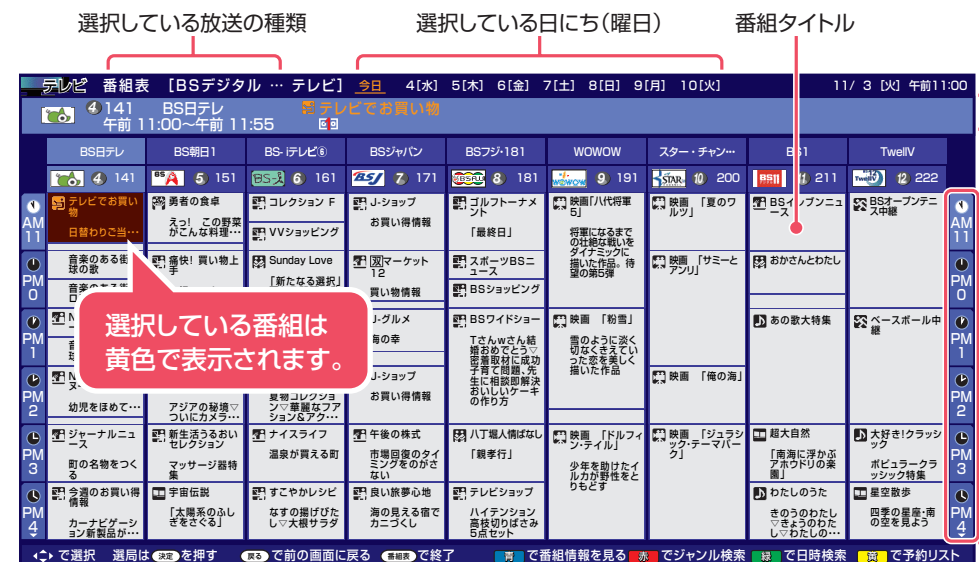 選択している放送の種類
選択している日にち(曜日)
番組タイトル
テレビ 番組表 [BSデジタル … テレビ] 今日 4[水] 5[木] 6[金] 7[土] 8[日] 9[月] 10[火] 11/ 3 [火] 午前11:00
4 141 BS日テレ テレビでお買い物
午前 11:00~午前 11:55
BS日テレ BS朝日1 BS-iテレビ⑥ BSジャパン BSフジ・181 WOWOW スター・チャン… BS11 TwellV
4 141 BS朝日 5 151 BS-i 6 161 BSJ 7 171 8 181 WOWOW 9 191 STAR 10 200 BS11 11 211 TwellV 12 222
AM 11
テレビでお買い物
日替わりご当…
勇者の食卓
えっ! この野菜がこんな料理…
コレクション F
VVショッピング
J-ショップ
お買い得情報
ゴルフトーナメント
「最終日」
映画「八代将軍5」
将軍になるまでの壮絶な戦いをダイナミックに描いた作品。待望の第5弾
映画 「夏のワルツ」
BSイレブンニュース
BSオープンテニス中継
AM 11
PM 0
音楽のある街 球の歌
痛快! 買い物上手
Sunday Love
「新たなる選択」
双マーケット12
買い物情報
スポーツBSニュース
BSショッピング
映画 「サミーとアンリ」
おかさんとわたし
PM 0
選択している番組は
黄色で表示されます。
PM 1
J-グルメ
海の幸
BSワイドショー
Tさんwさん結婚おめでとう▽密着取材に成功 子育て問題、先生に相談即解決 おいしいケーキの作り方
映画 「粉雪」
雪のように淡く切なくきえていった恋を美しく描いた作品
あの歌大特集
ベースボール中継
PM 1
PM 2
幼児をほめて…
アジアの秘境▽ついにカメラ…
夏物コレクション▽華麗なファション&アク…
J-ショップ
お買い得情報
映画 「俺の海」
PM 2
PM 3
ジャーナルニュース
町の名物をつくる
新生活うるおいセレクション
マッサージ器特集
ナイスライフ
温泉が買える町
午後の株式
市場回復のタイミングをのがさない
八丁堀人情ばなし
「親孝行」
映画 「ドルフィン・テイル」
少年を助けたイルカが野性をとりもどす
映画 「ジュラシック・テーマパーク」
超大自然
「南海に浮かぶアホウドリの楽園」
大好き!クラッシック
ポピュラークラッシック特集
PM 3
PM 4
今週のお買い得情報
カーナビゲーション新製品が…
宇宙伝説
「太陽系のふしぎをさぐる」
すこやかレシピ
なすの揚げびたし▽大根サラダ
良い旅夢心地
海の見える宿でカニづくし
テレビショップ
ハイテンション高枝切りばさみ5点セット
わたしのうた
きのうのわたし▽きょうのわたし▽わたしの…
星空散歩
四季の星座・南の空を見よう
PM 4
で選択 選局は 決定 を押す 戻る で前の画面に戻る 番組表 で終了 青 で番組情報を見る 赤 でジャンル検索 緑 で日時検索 黄 で予約リスト